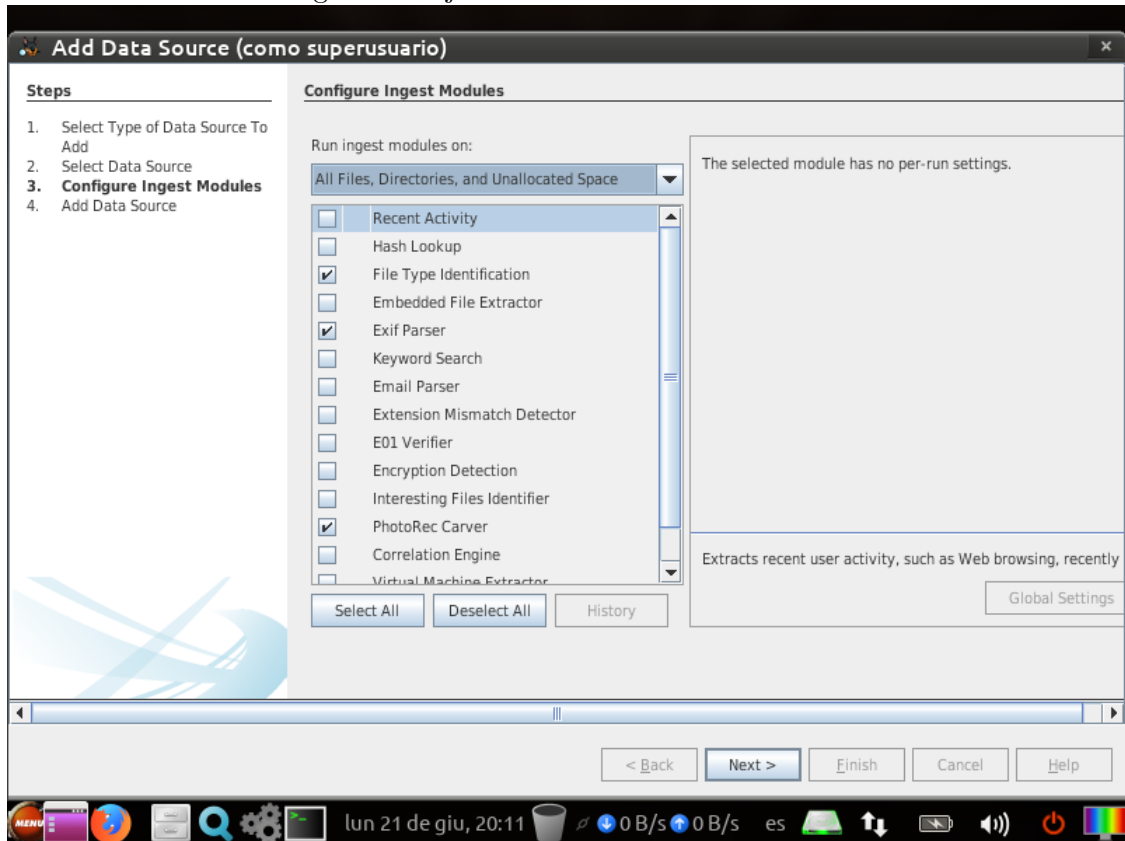 Add Data Source (como superusuario)
Steps
1. Select Type of Data Source To
Add
2. Select Data Source
3. Configure Ingest Modules
4. Add Data Source
Configure Ingest Modules
Run ingest modules on:
All Files, Directories, and Unallocated Space
Recent Activity
Hash Lookup
File Type Identification
Embedded File Extractor
Exif Parser
Keyword Search
Email Parser
Extension Mismatch Detector
E01 Verifier
Encryption Detection
Interesting Files Identifier
PhotoRec Carver
Correlation Engine
Virtual Machine Extractor
Select All Deselect All History
The selected module has no per-run settings.
Extracts recent user activity, such as Web browsing, recently
Global Settings
< Back Next > Finish Cancel Help
MENU lun 21 de giu, 20:11 0 B/s 0 B/s es